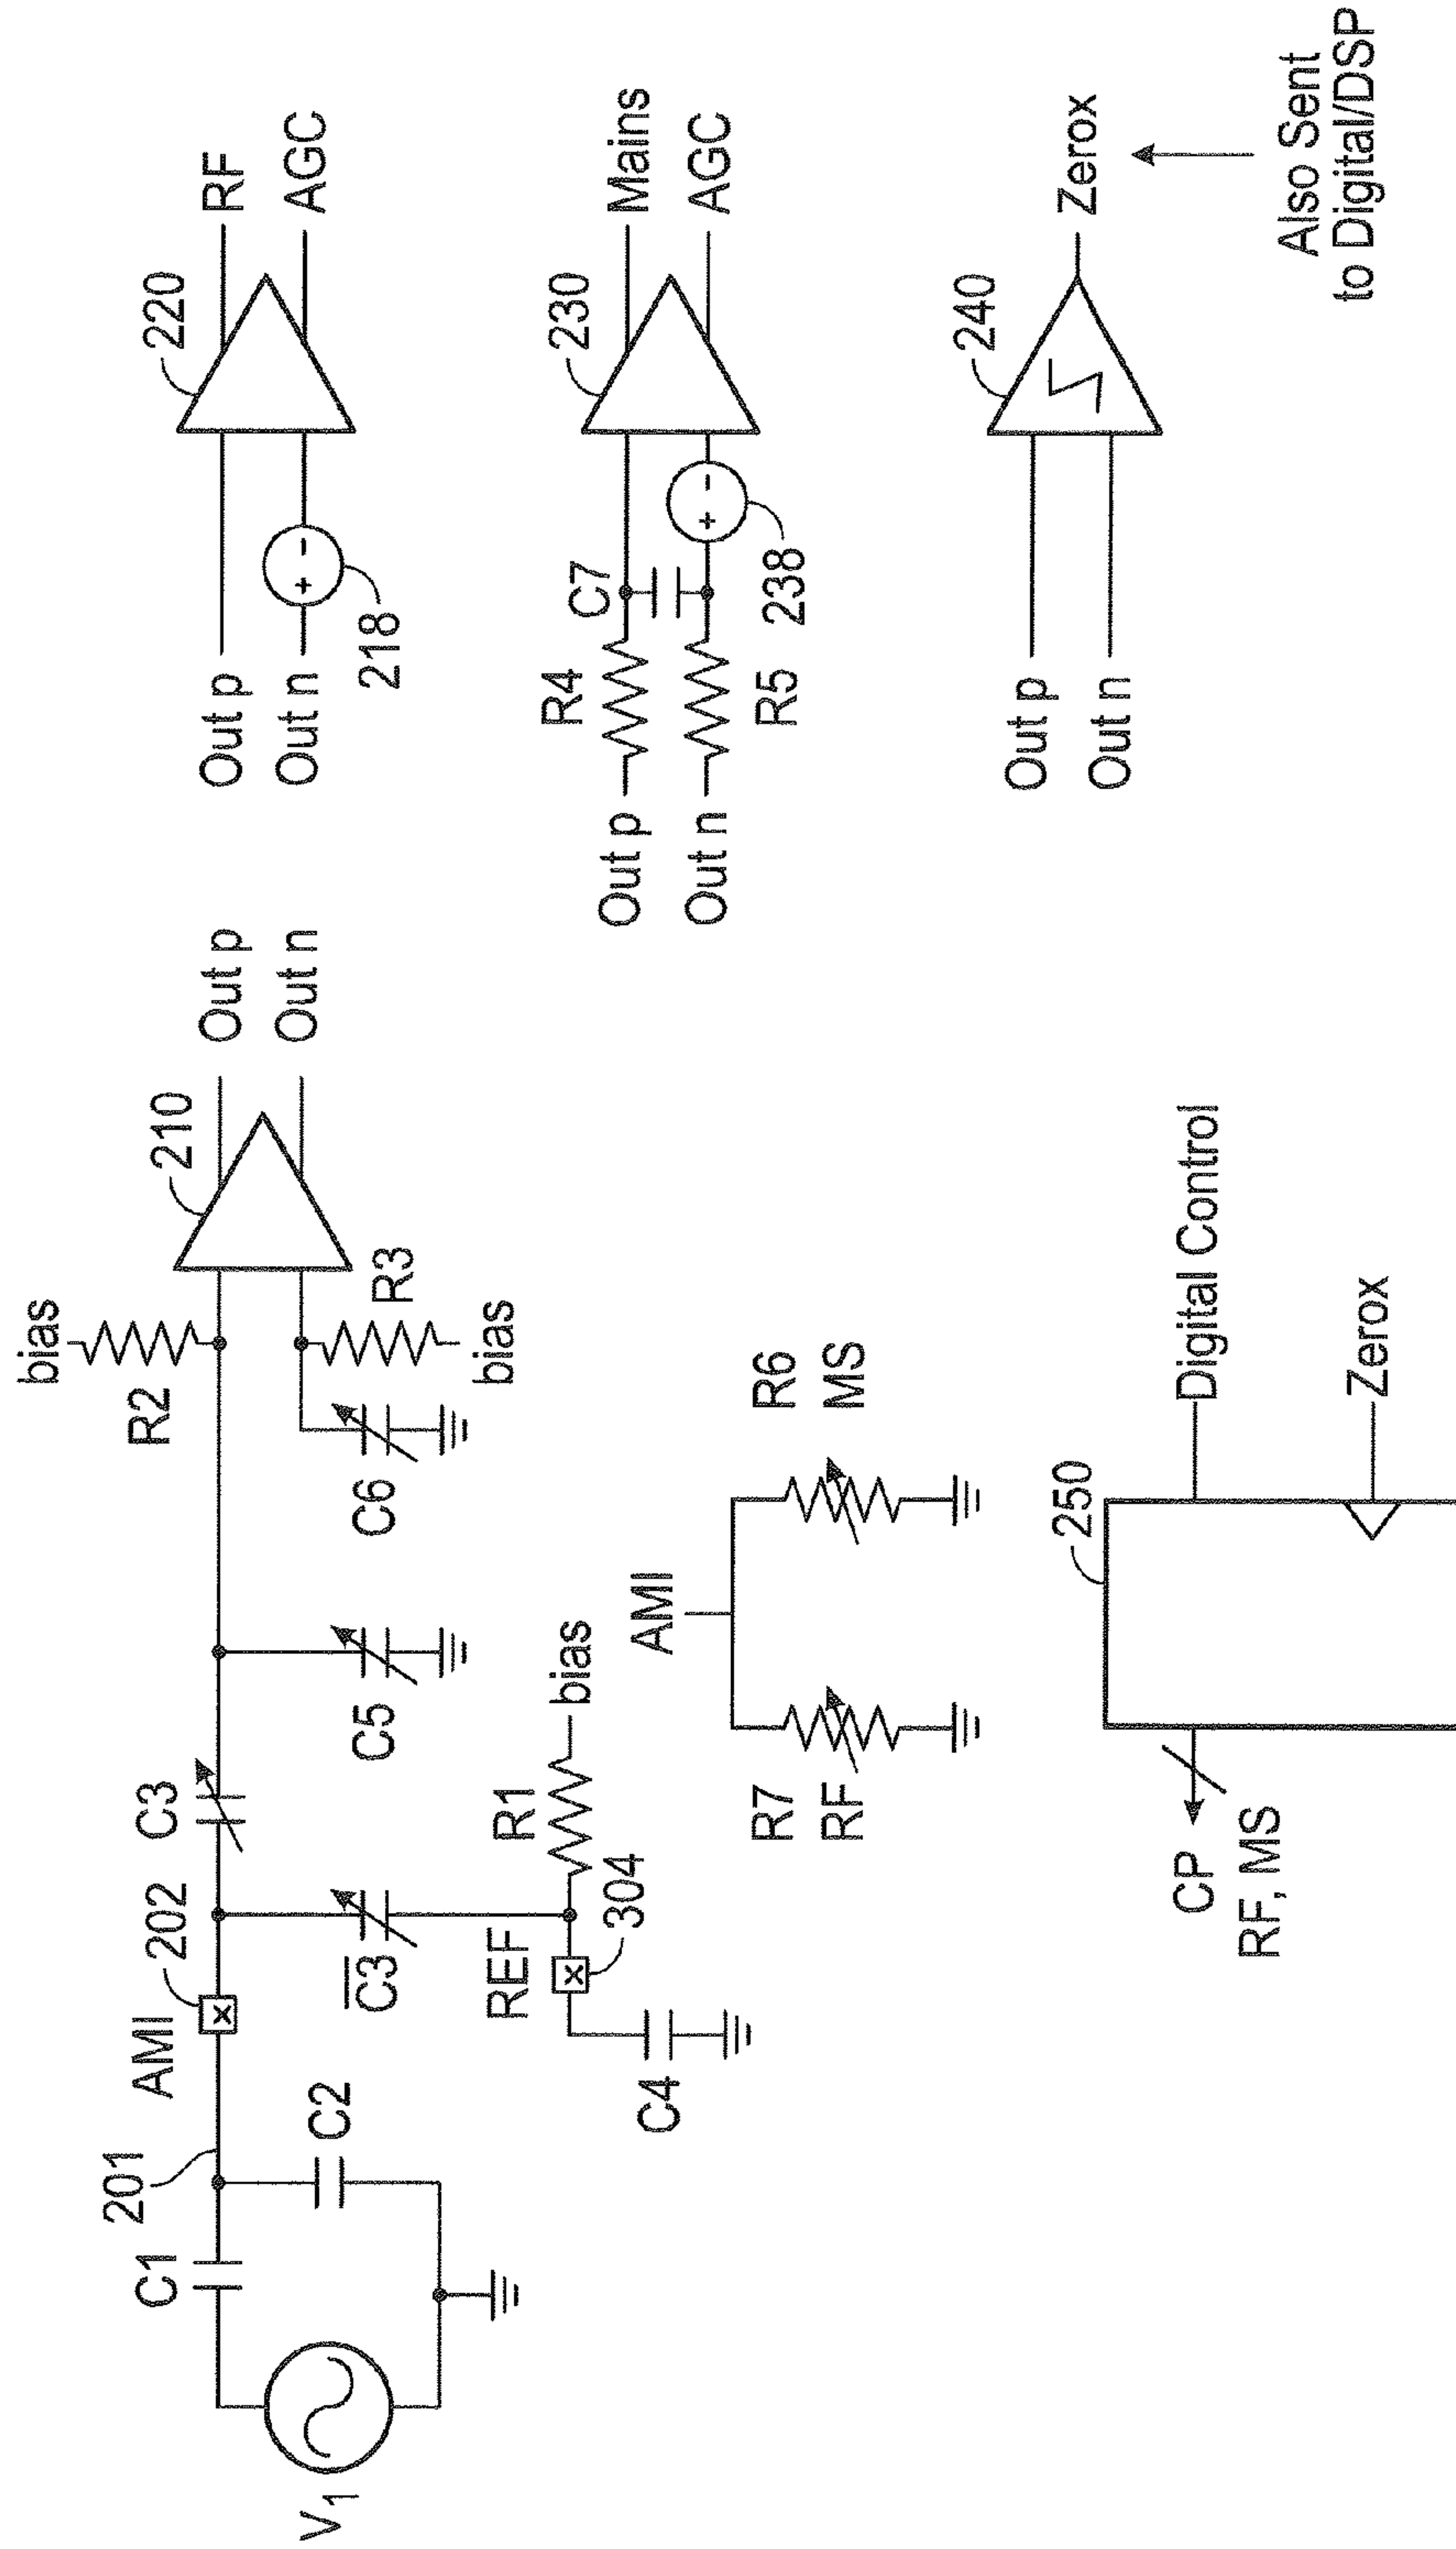 V1
C1
201
C2
AMI
202
C3
C̅3̅
REF
304
C4
R1
bias
C5
C6
R2
bias
R3
bias
210
Out p
Out n
Out p
Out n
218
220
RF
AGC
Out p
Out n
R4
R5
C7
238
230
Mains
AGC
Out p
Out n
240
Zerox
Also Sent
to Digital/DSP
AMI
R7
RF
R6
MS
CP
RF, MS
250
Digital Control
Zerox